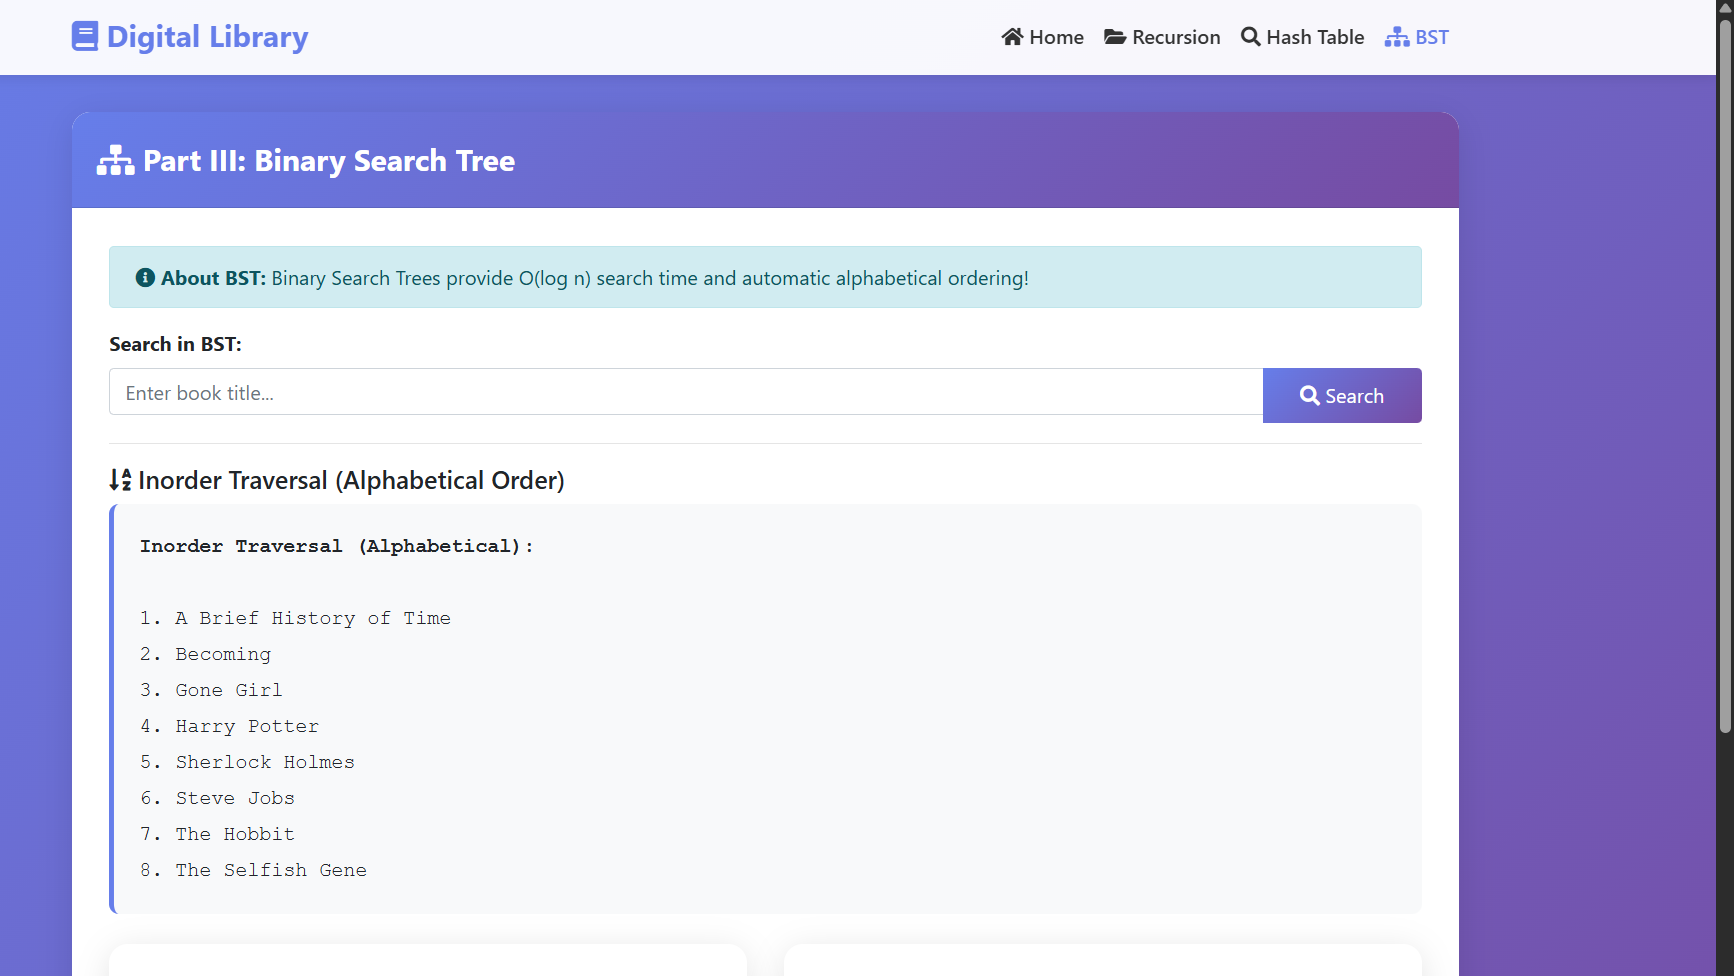 Digital Library
Home Recursion Hash Table BST
Part III: Binary Search Tree
About BST: Binary Search Trees provide O(log n) search time and automatic alphabetical ordering!
Search in BST:
Enter book title...
Search
Inorder Traversal (Alphabetical Order)
Inorder Traversal (Alphabetical):
1. A Brief History of Time
2. Becoming
3. Gone Girl
4. Harry Potter
5. Sherlock Holmes
6. Steve Jobs
7. The Hobbit
8. The Selfish Gene